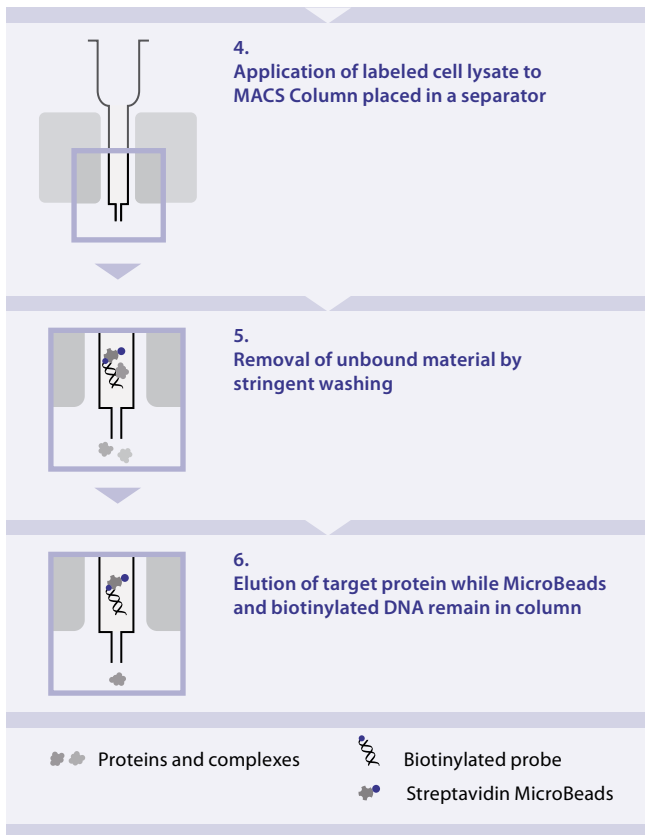 4.
Application of labeled cell lysate to
MACS Column placed in a separator
5.
Removal of unbound material by
stringent washing
6.
Elution of target protein while MicroBeads
and biotinylated DNA remain in column
Proteins and complexes
Biotinylated probe
Streptavidin MicroBeads